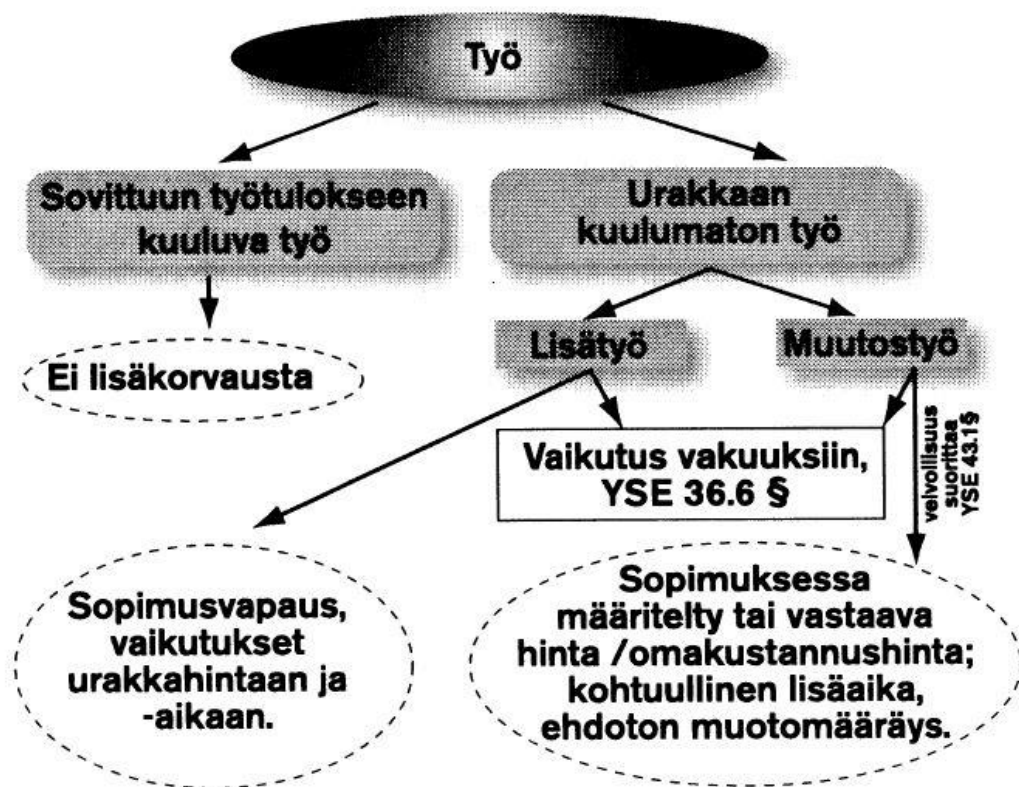 Työ
Sovittuun työtulokseen
kuuluva työ
Urakkaan
kuulumaton työ
Ei lisäkorvausta
Lisätyö
Muutostyö
Vaikutus vakuuksiin,
YSE 36.6 §
velvollisuus
suorittaa
YSE 43.1§
Sopimusvapaus,
vaikutukset
urakkahintaan ja
-aikaan.
Sopimuksessa
määritelty tai vastaava
hinta /omakustannushinta;
kohtuullinen lisäaika,
ehdoton muotomääräys.